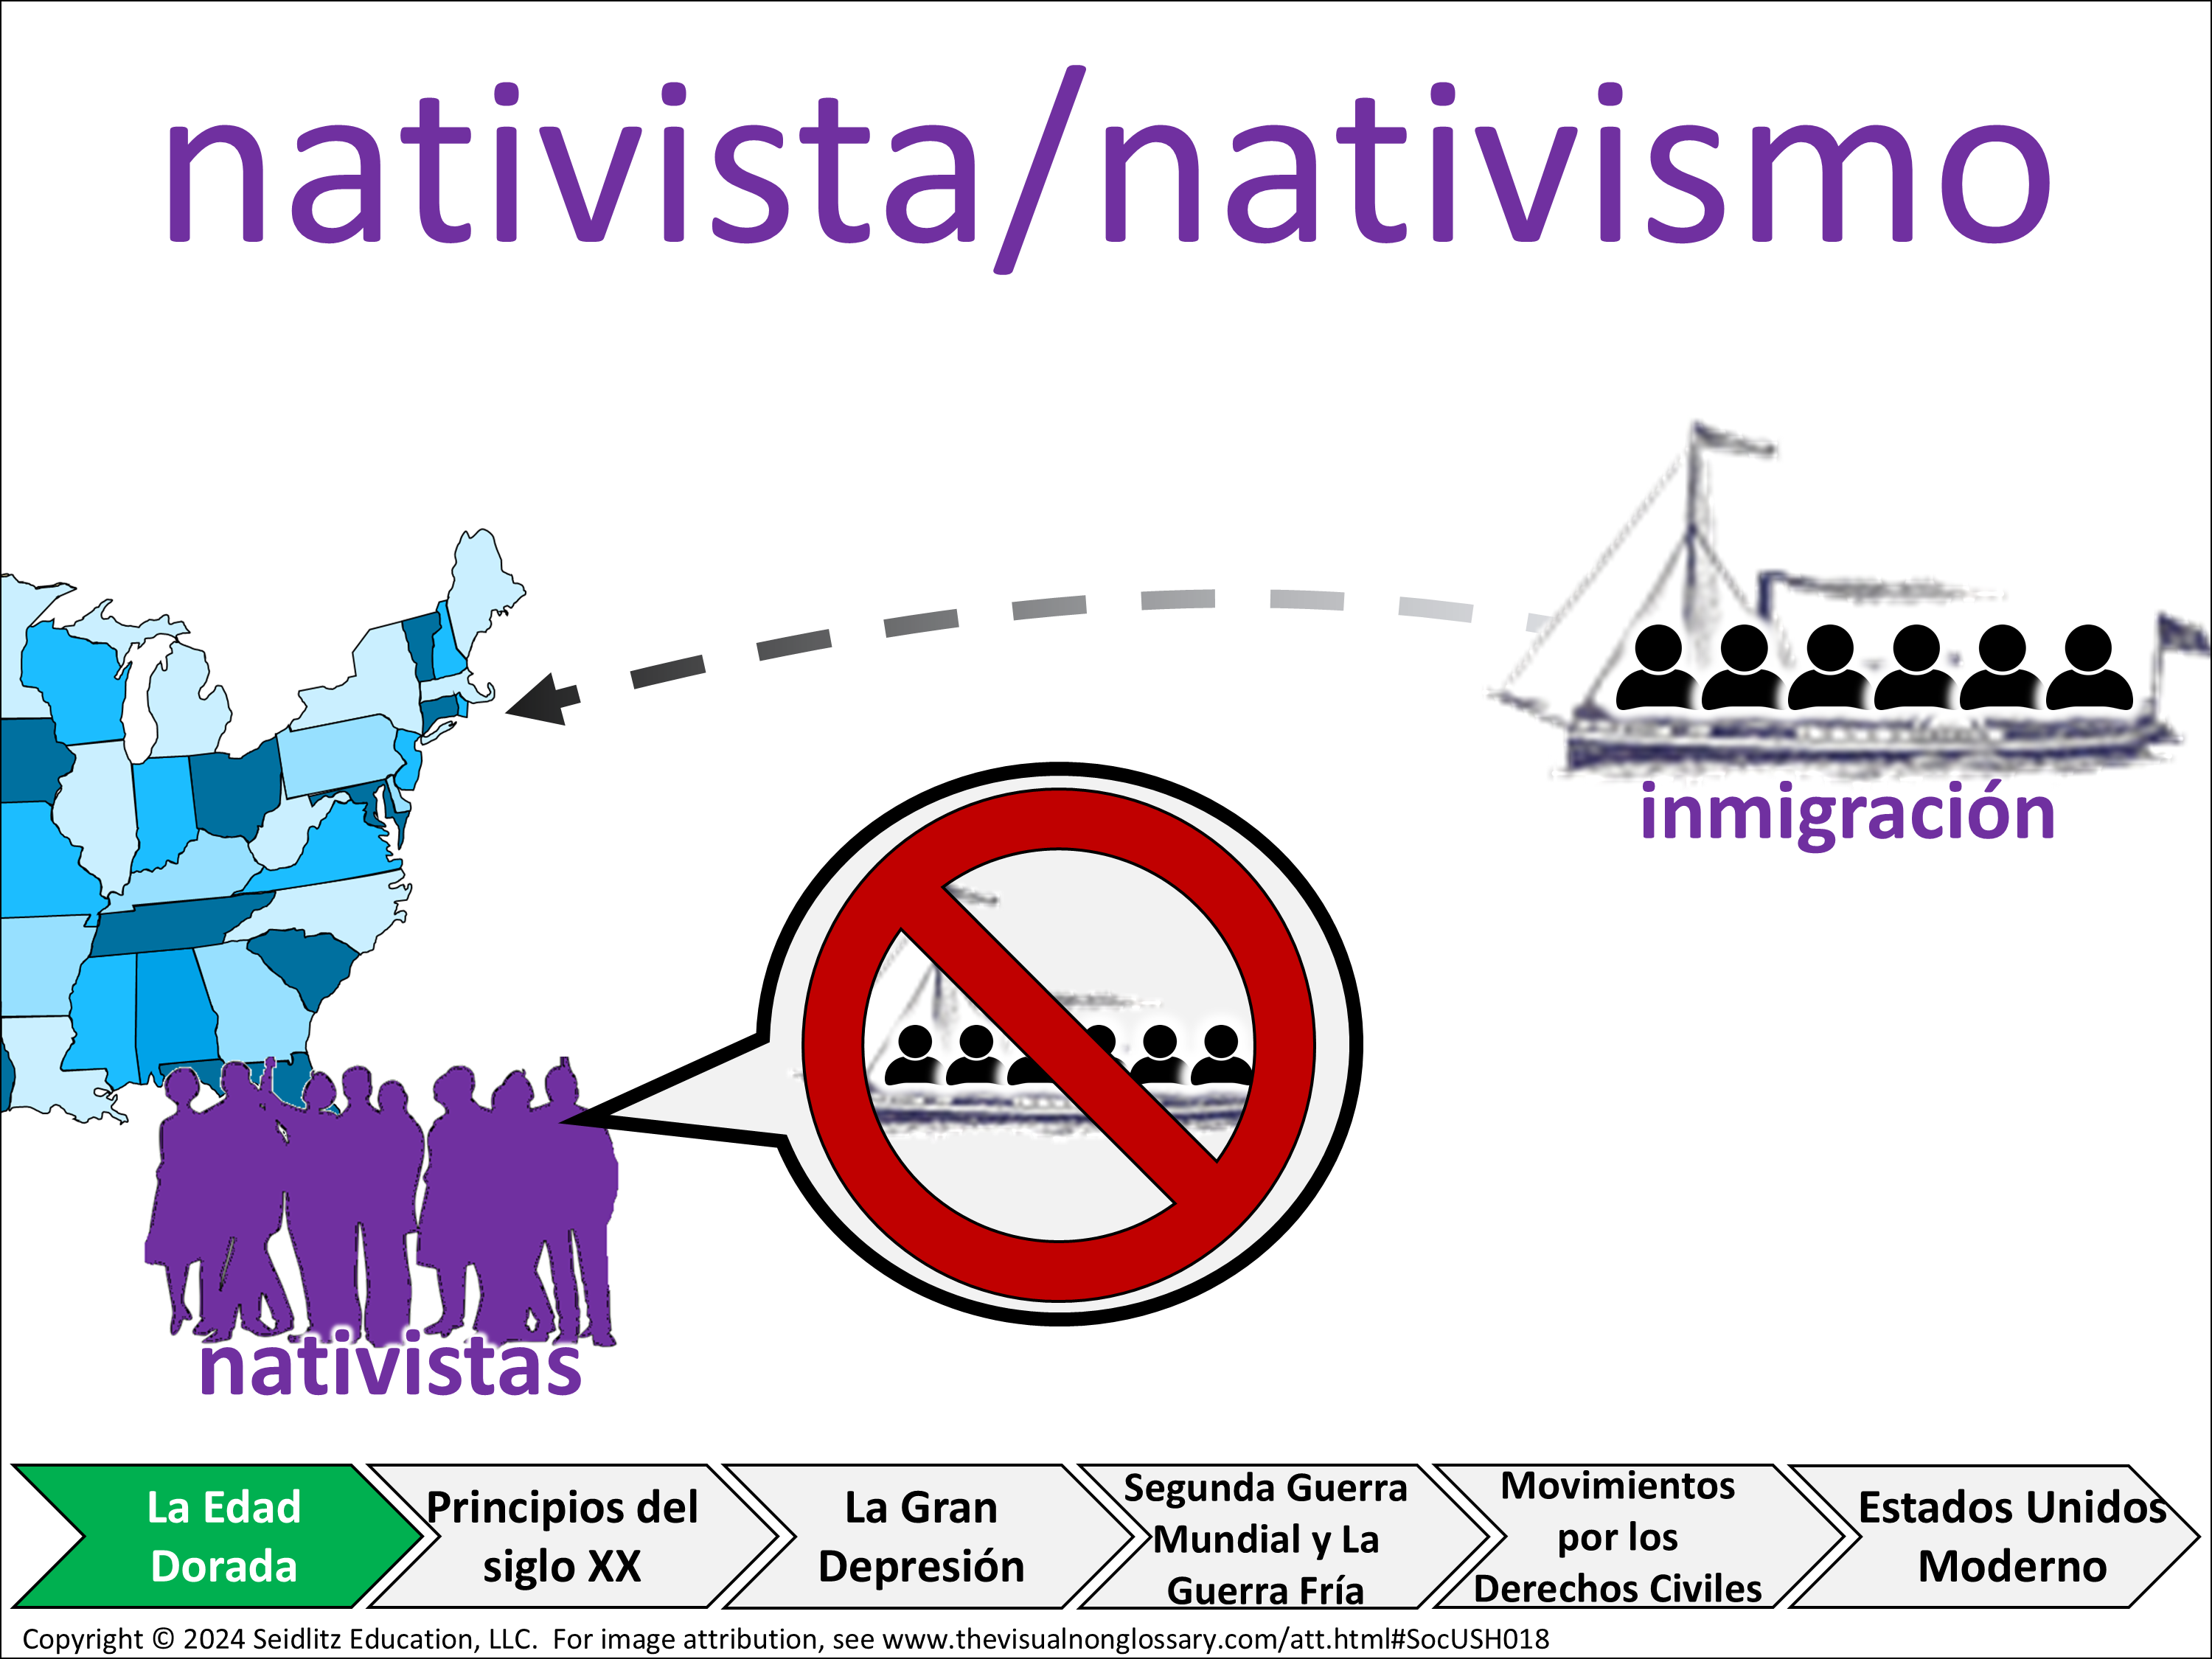 nativista/nativismo
inmigración
nativistas
La Edad
Dorada
Principios del
siglo XX
La Gran
Depresión
Segunda Guerra
Mundial y La
Guerra Fría
Movimientos
por los
Derechos Civiles
Estados Unidos
Moderno
Copyright © 2024 Seidlitz Education, LLC.  For image attribution, see www.thevisualnonglossary.com/att.html#SocUSH018